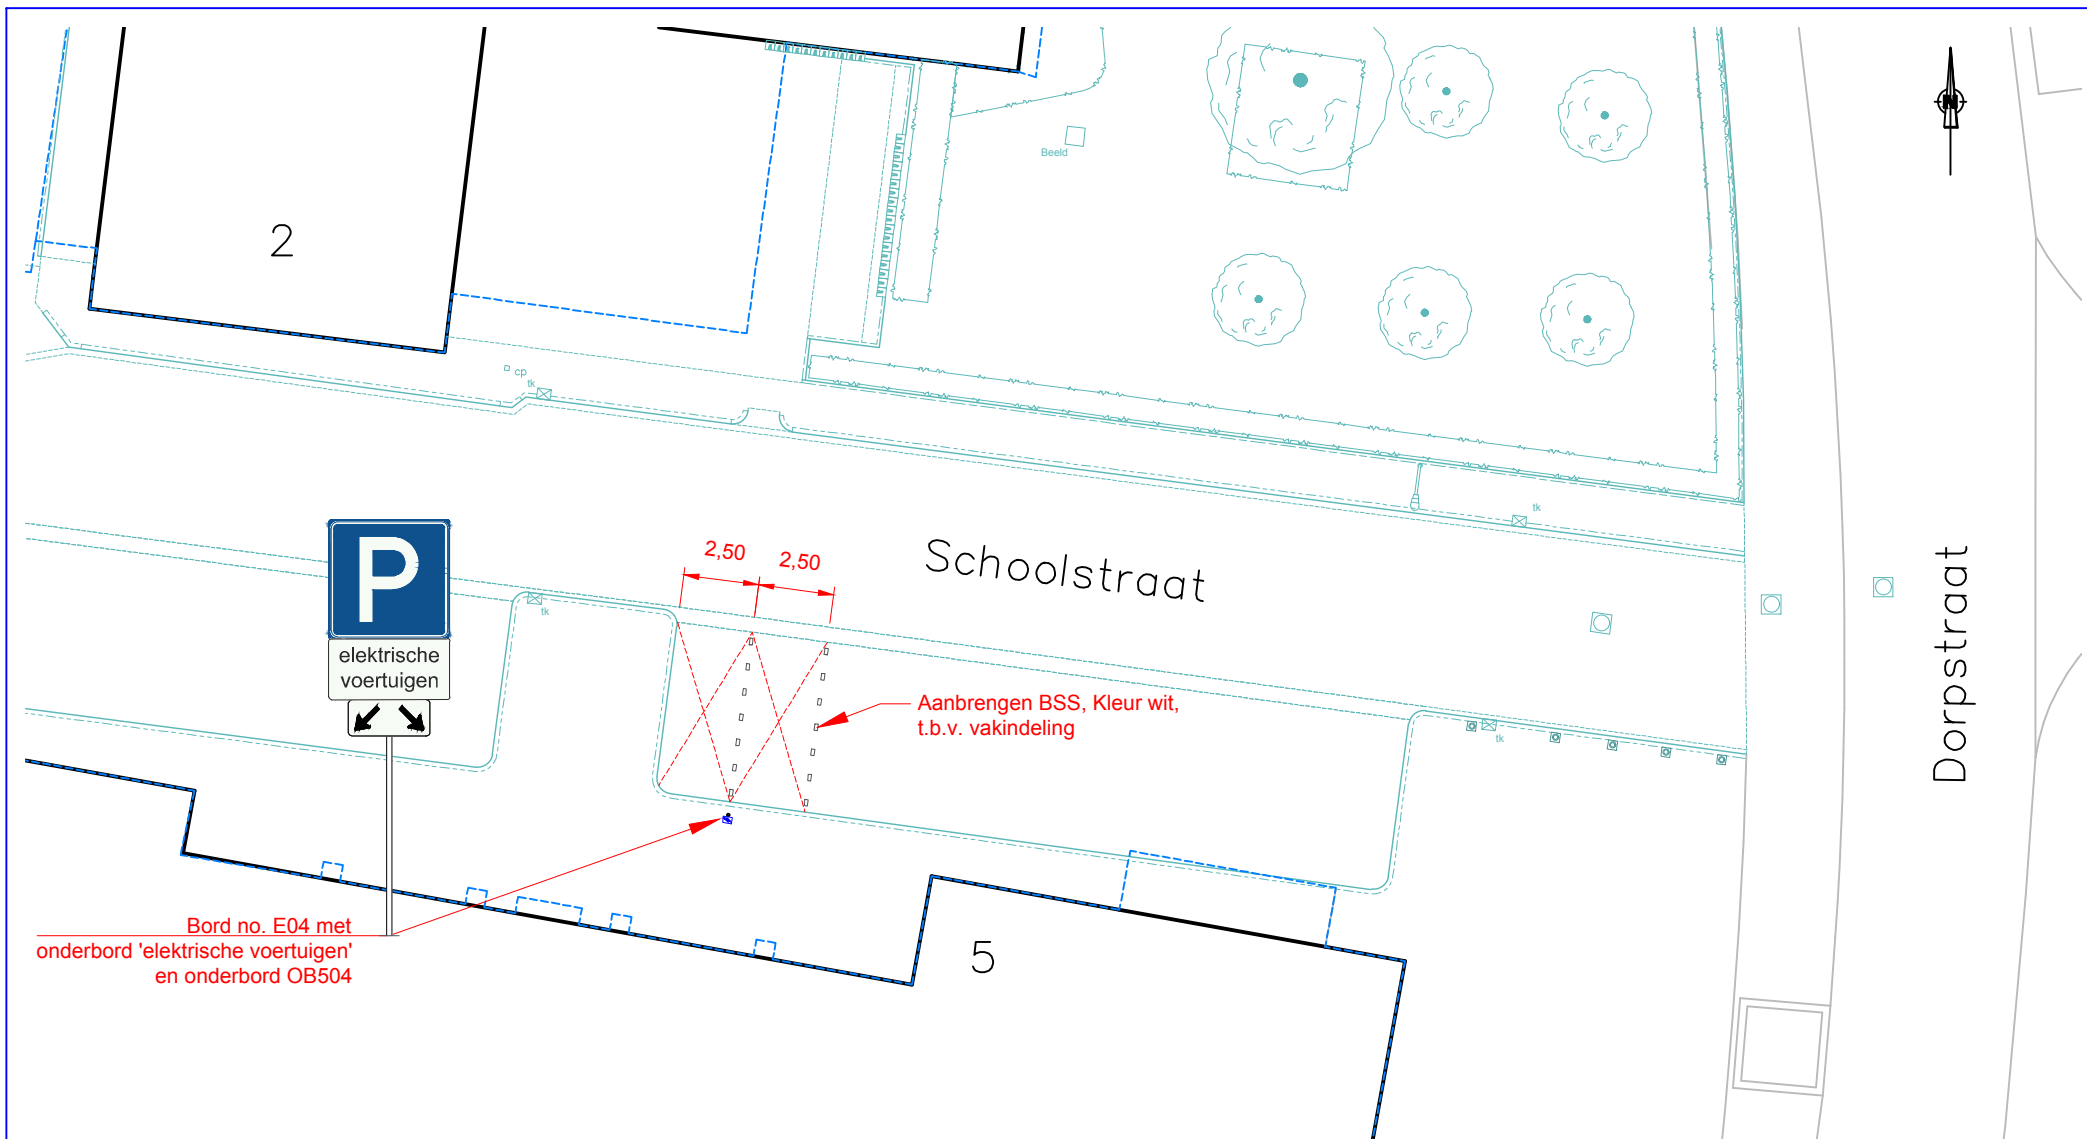 N
Beeld
2
cp
tk
tk
Schoolstraat
2,50
2,50
P
elektrische
voertuigen
tk
Dorpstraat
Aanbrengen BSS, Kleur wit,
t.b.v. vakindeling
tk
Bord no. E04 met
onderbord 'elektrische voertuigen'
en onderbord OB504
5